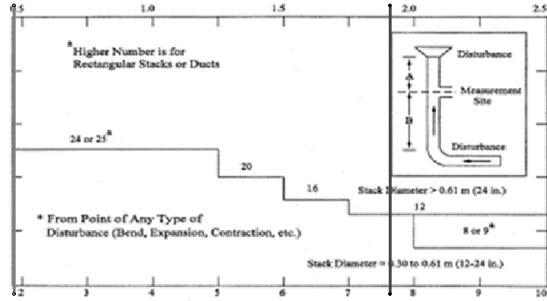 0.5 1.0 1.5 2.0 2.5
a Higher Number is for
Rectangular Stacks or Ducts
Disturbance
A
Measurement
Site
B
Disturbance
24 or 25 a
20
16
Stack Diameter > 0.61 m (24 in.)
12
8 or 9 a
* From Point of Any Type of
Disturbance (Bend, Expansion, Contraction, etc.)
Stack Diameter = 0.30 to 0.61 m (12-24 in.)
2 3 4 5 6 7 8 9 10